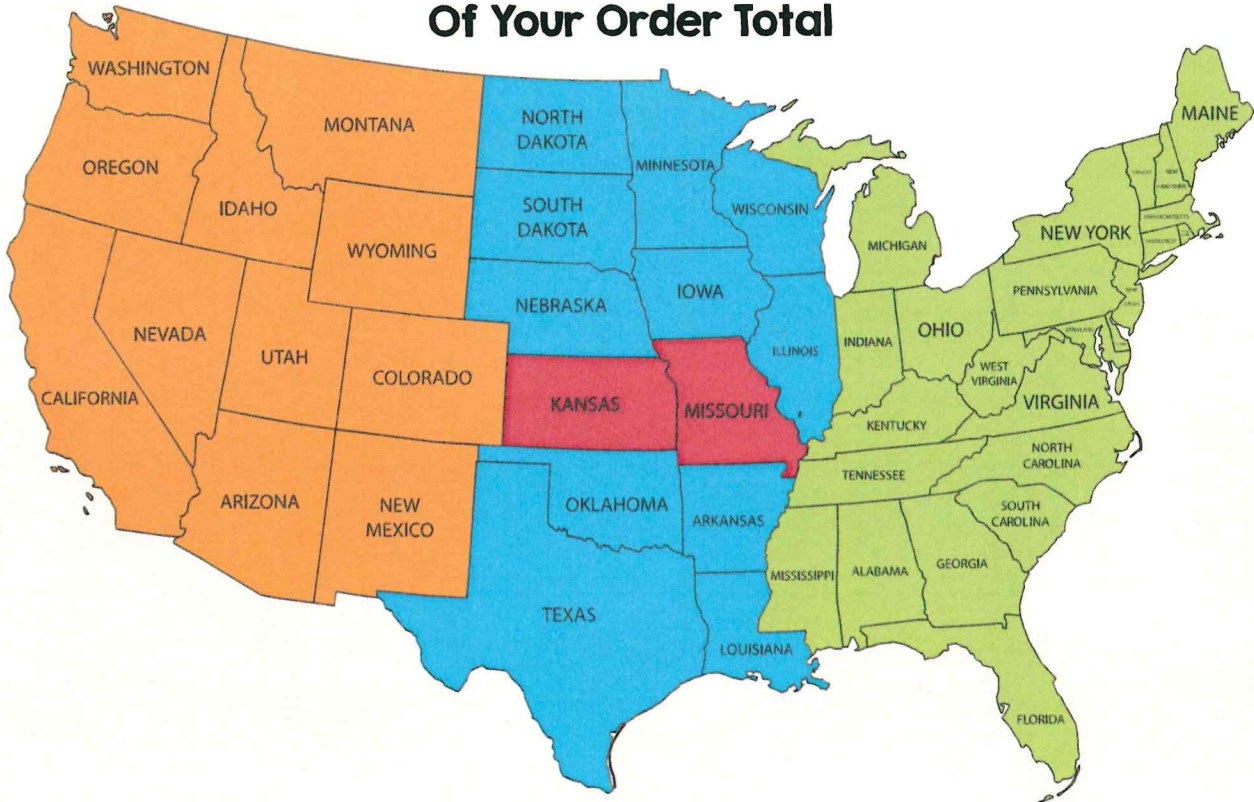 Of Your Order Total
WASHINGTON
MONTANA
NORTH
DAKOTA
MINNESOTA
MAINE
OREGON
IDAHO
SOUTH
DAKOTA
WISCONSIN
WYOMING
MICHIGAN
NEW YORK
NEBRASKA
IOWA
PENNSYLVANIA
NEVADA
UTAH
ILLINOIS
INDIANA
OHIO
COLORADO
WEST
VIRGINIA
CALIFORNIA
KANSAS
MISSOURI
VIRGINIA
KENTUCKY
NORTH
CAROLINA
TENNESSEE
ARIZONA
NEW
MEXICO
OKLAHOMA
ARKANSAS
SOUTH
CAROLINA
MISSISSIPPI
ALABAMA
GEORGIA
TEXAS
LOUISIANA
FLORIDA